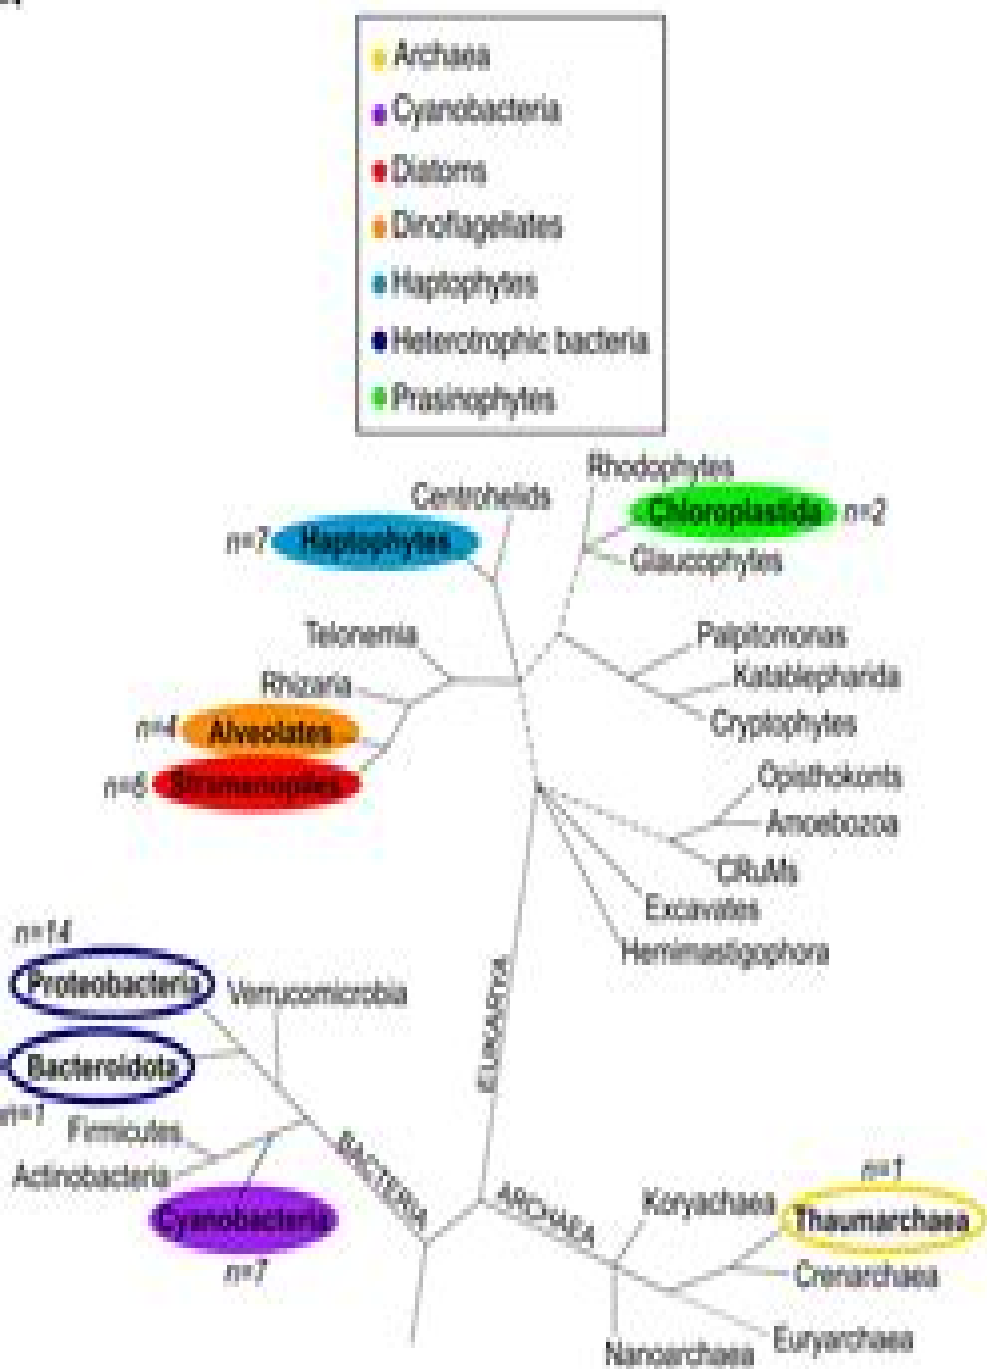 Archaea
Cyanobacteria
Diatoms
Dinoflagellates
Haptophytes
Heterotrophic bacteria
Prasinophytes
Rhodophytes
Centrohelids
Chloroplastida n=2
n=7 Haptophytes
Glaucophytes
Telonemia
Palpitomonas
Rhizaria
Katablepharida
n=4 Alveolates
Cryptophytes
n=6 Stramenopiles
Opisthokonts
Amoebozoa
CRuMs
Excavates
Hemimastigophora
n=14
Proteobacteria
Verrucomicrobia
EUKARYA
Bacteroidota
n=1
Firmicutes
Actinobacteria
BACTERIA
Cyanobacteria
n=7
ARCHAEA
Koryachaea
n=1
Thaumarchaea
Crenarchaea
Euryarchaea
Nanoarchaea